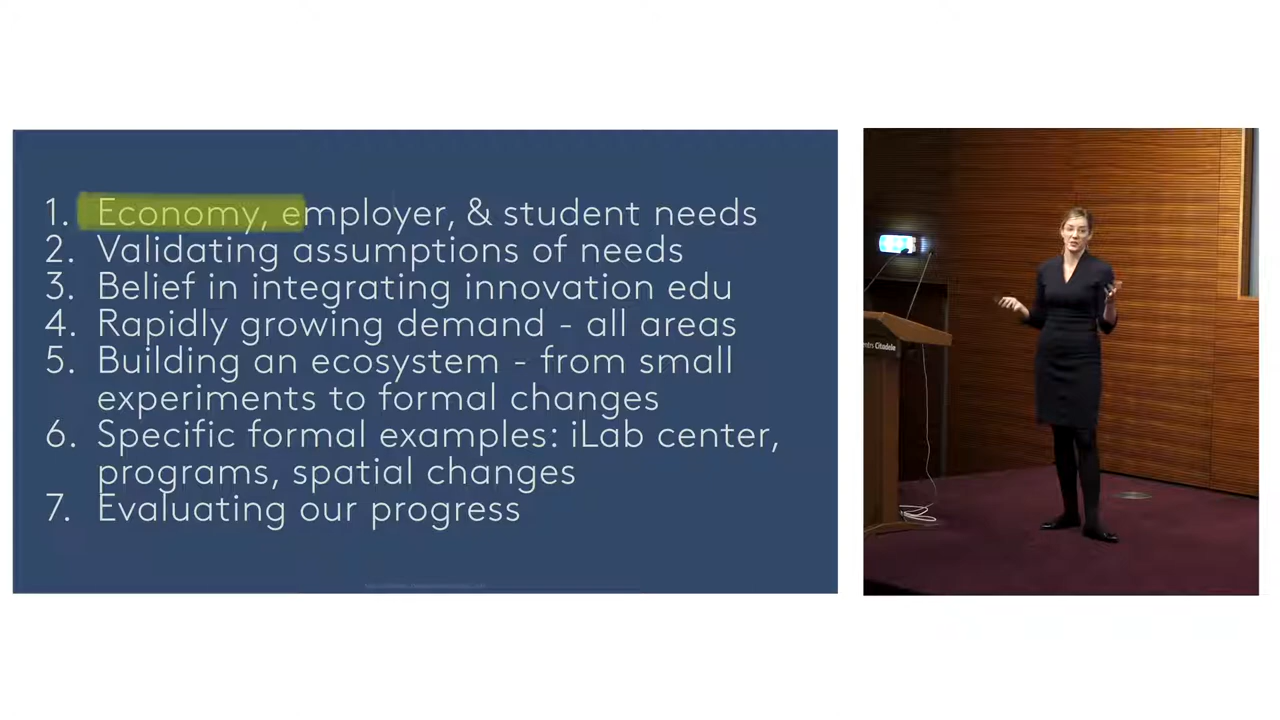 1. Economy, employer, & student needs
2. Validating assumptions of needs
3. Belief in integrating innovation edu
4. Rapidly growing demand - all areas
5. Building an ecosystem - from small
experiments to formal changes
6. Specific formal examples: iLab center,
programs, spatial changes
7. Evaluating our progress
Citadele